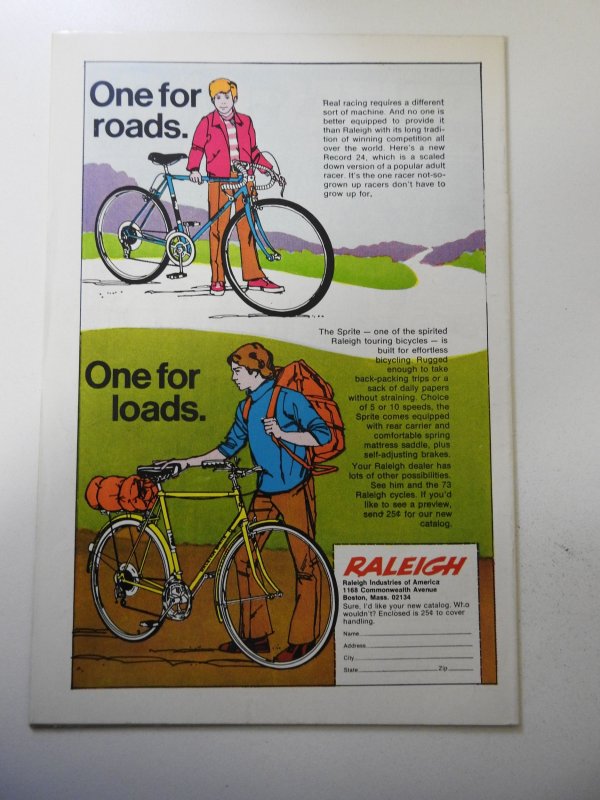 One for
roads.
Real racing requires a different
sort of machine. And no one is
better equipped to provide it
than Raleigh with its long tradi-
tion of winning competition all
over the world. Here's a new
Record 24, which is a scaled
down version of a popular adult
racer. It's the one racer not-so-
grown up racers don't have to
grow up for.
The Sprite — one of the spirited
Raleigh touring bicycles — is
built for effortless
bicycling. Rugged
enough to take
back-packing trips or a
sack of daily papers
without straining. Choice
of 5 or 10 speeds, the
Sprite comes equipped
with rear carrier and
comfortable spring
mattress saddle, plus
self-adjusting brakes.
Your Raleigh dealer has
lots of other possibilities.
See him and the 73
Raleigh cycles. If you'd
like to see a preview,
send 25¢ for our new
catalog.
One for
loads.
RALEIGH
Raleigh Industries of America
1168 Commonwealth Avenue
Boston, Mass. 02134
Sure, I'd like your new catalog. Who
wouldn't? Enclosed is 25¢ to cover
handling.
Name
Address
City
State Zip